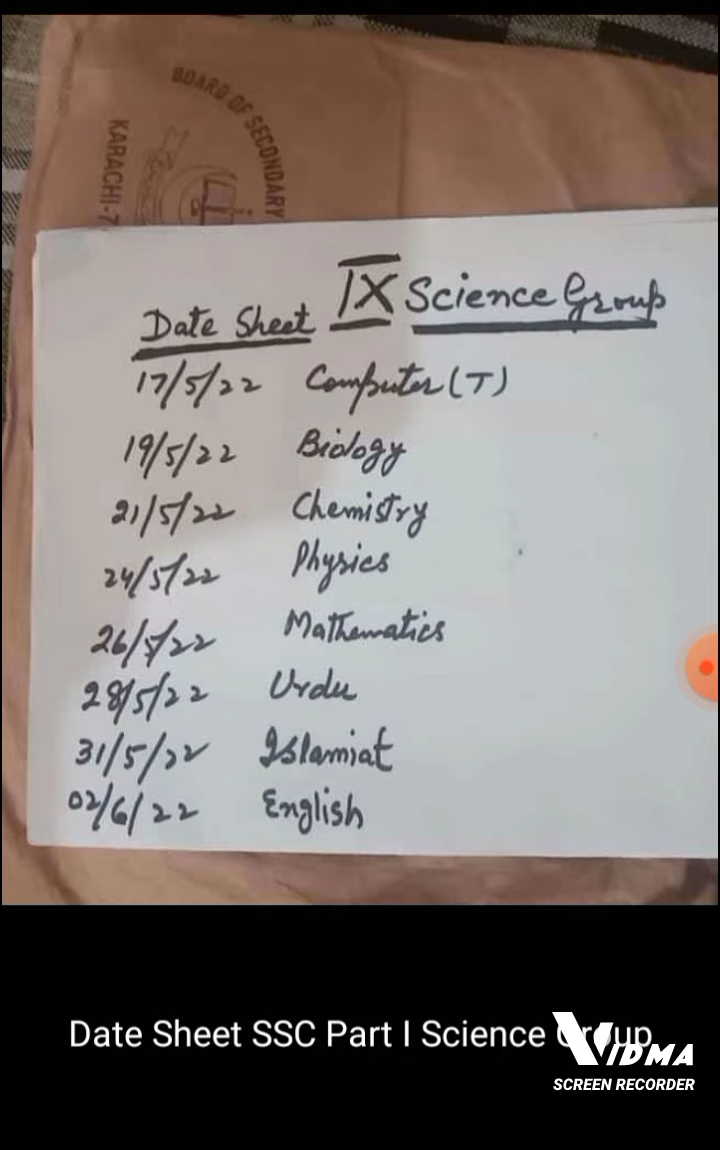 BOARD OF SECONDARY
KARACHI-7
IX Science Group
Date Sheet
17/5/22 Computer (T)
19/5/22 Biology
21/5/22 Chemistry
24/5/22 Physics
26/5/22 Mathematics
28/5/22 Urdu
31/5/22 Islamiat
02/6/22 English
Date Sheet SSC Part I Science Group
VIDMA
SCREEN RECORDER